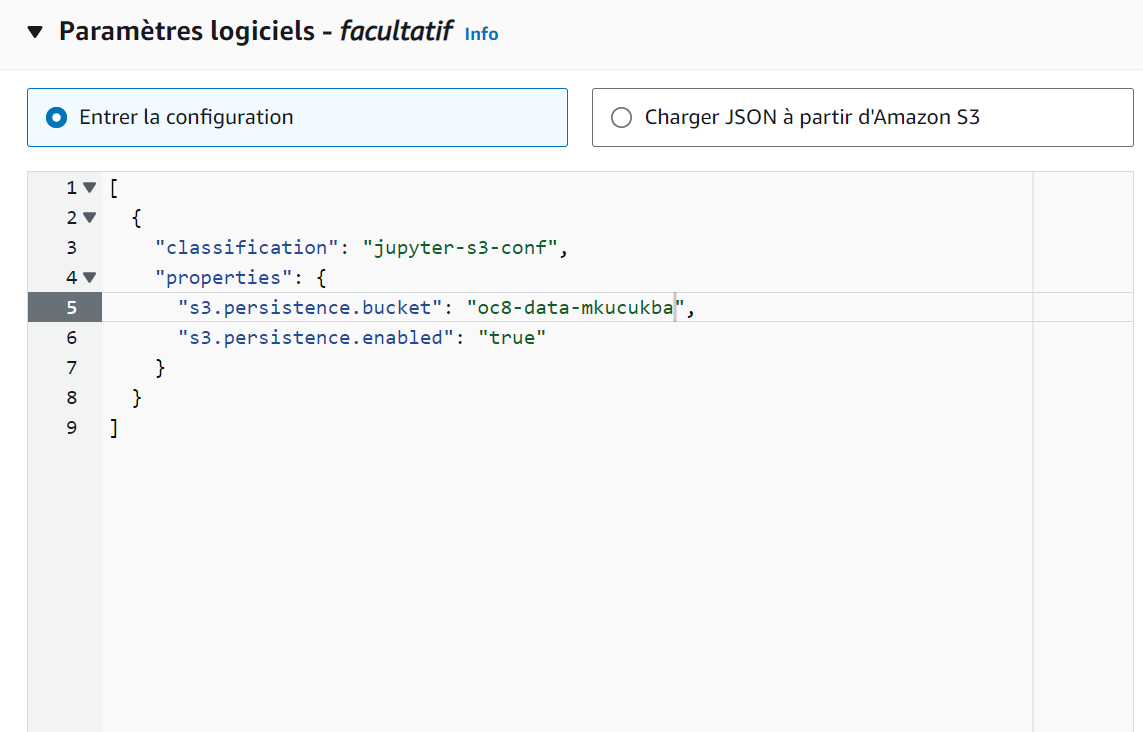 Paramètres logiciels - facultatif Info
Entrer la configuration
Charger JSON à partir d'Amazon S3
1 [
2 {
3 "classification": "jupyter-s3-conf",
4 "properties": {
5 "s3.persistence.bucket": "oc8-data-mkucukba",
6 "s3.persistence.enabled": "true"
7 }
8 }
9 ]